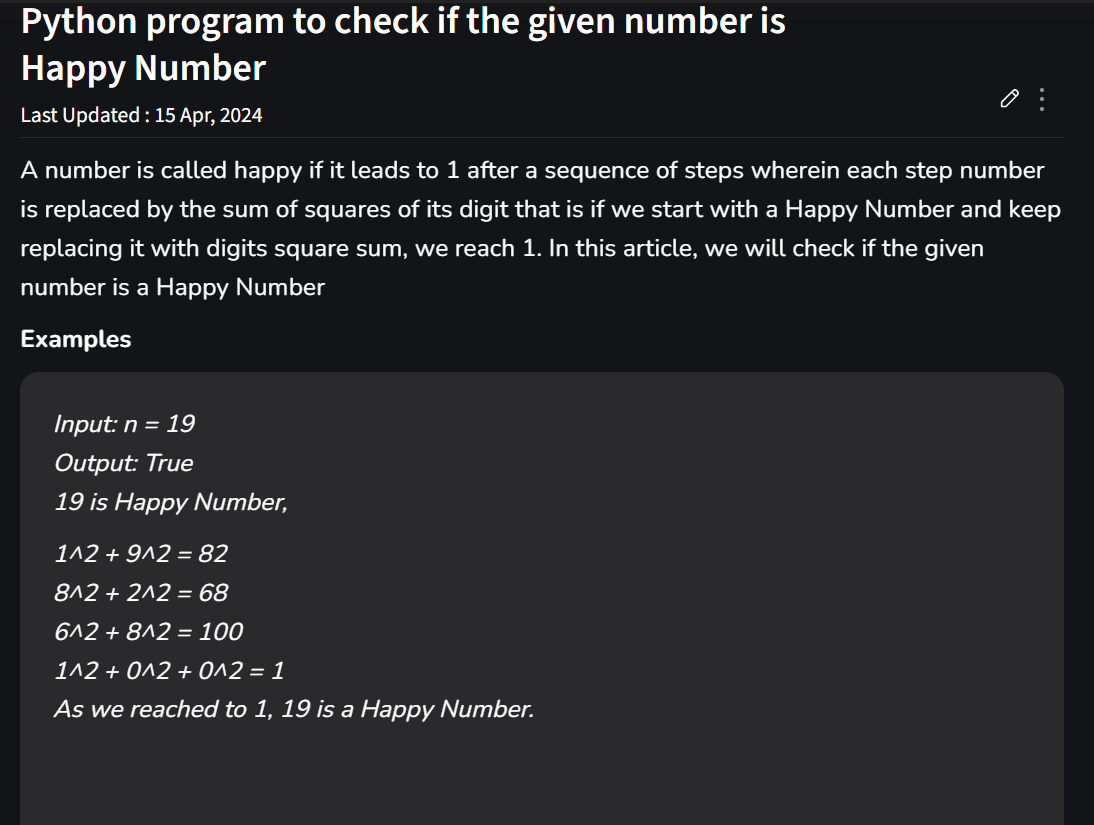 Python program to check if the given number is
Happy Number
Last Updated : 15 Apr, 2024
A number is called happy if it leads to 1 after a sequence of steps wherein each step number
is replaced by the sum of squares of its digit that is if we start with a Happy Number and keep
replacing it with digits square sum, we reach 1. In this article, we will check if the given
number is a Happy Number
Examples
Input: n = 19
Output: True
19 is Happy Number,
1^2 + 9^2 = 82
8^2 + 2^2 = 68
6^2 + 8^2 = 100
1^2 + 0^2 + 0^2 = 1
As we reached to 1, 19 is a Happy Number.